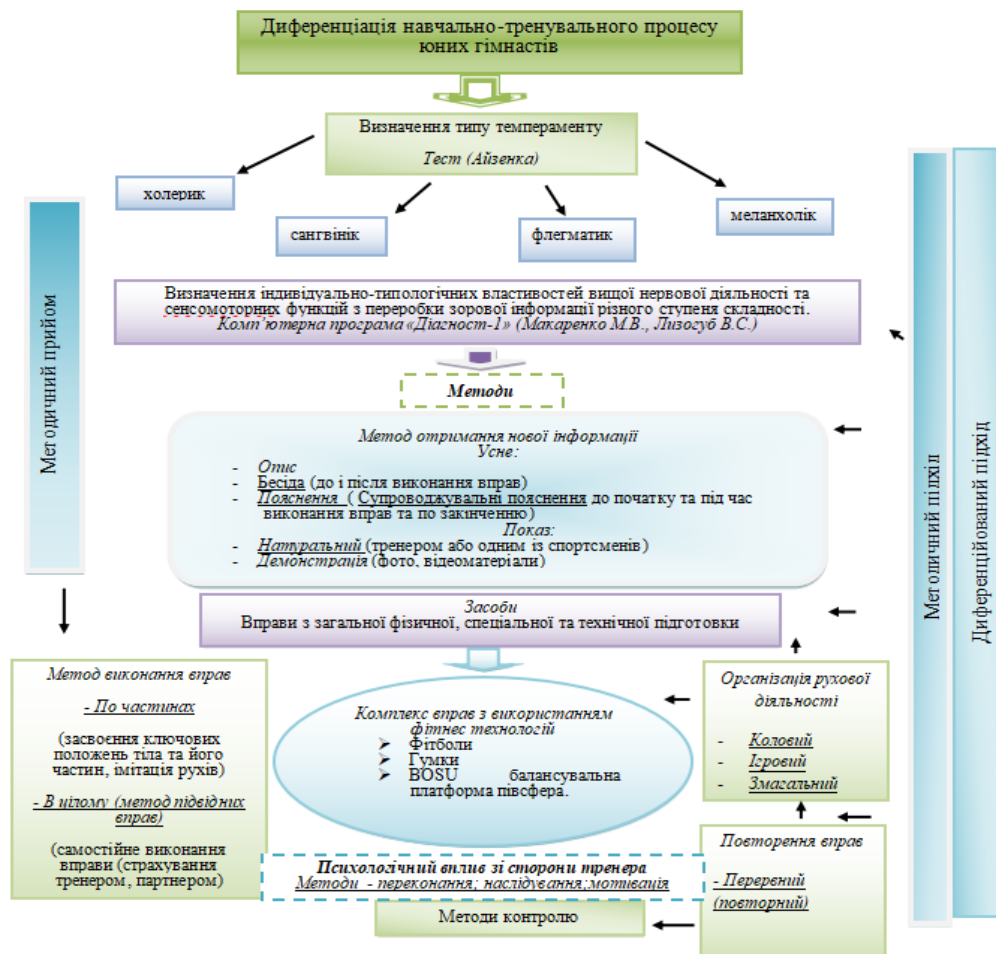 Диференціація навчально-тренувального процесу
юних гімнастів
Визначення типу темпераменту
Тест (Айзенка)
холерик
сангвінік
флегматик
меланхолік
Визначення індивідуально-типологічних властивостей вищої нервової діяльності та
сенсомоторних функцій з переробки зорової інформації різного ступеня складності.
Комп'ютерна програма «Діагност-1» (Макаренко М.В., Лизогуб В.С.)
Методичний прийом
Методи
Метод отримання нової інформації
Усне:
- Опис
- Бесіда (до і після виконання вправ)
- Пояснення ( Супроводжувальні пояснення до початку та під час
виконання вправ та по закінченню)
Показ:
- Натуральний (тренером або одним із спортсменів)
- Демонстрація (фото, відеоматеріали)
Засоби
Вправи з загальної фізичної, спеціальної та технічної підготовки
Метод виконання вправ
- По частинах
(засвоєння ключових
положень тіла та його
частин, імітація рухів)
- В цілому (метод підвідних
вправ)
(самостійне виконання
вправи (страхування
тренером, партнером)
Комплекс вправ з використанням
фітнес технологій
➢ Фітболи
➢ Гумки
➢ BOSU балансувальна
платформа півсфера.
Організація рухової
діяльності
- Коловий
- Ігровий
- Змагальний
Повторення вправ
- Перервний
(повторний)
Психологічний вплив зі сторони тренера
Методи - переконання; наслідування;мотивація
Методи контролю
Методичний підхід
Диференційований підхід